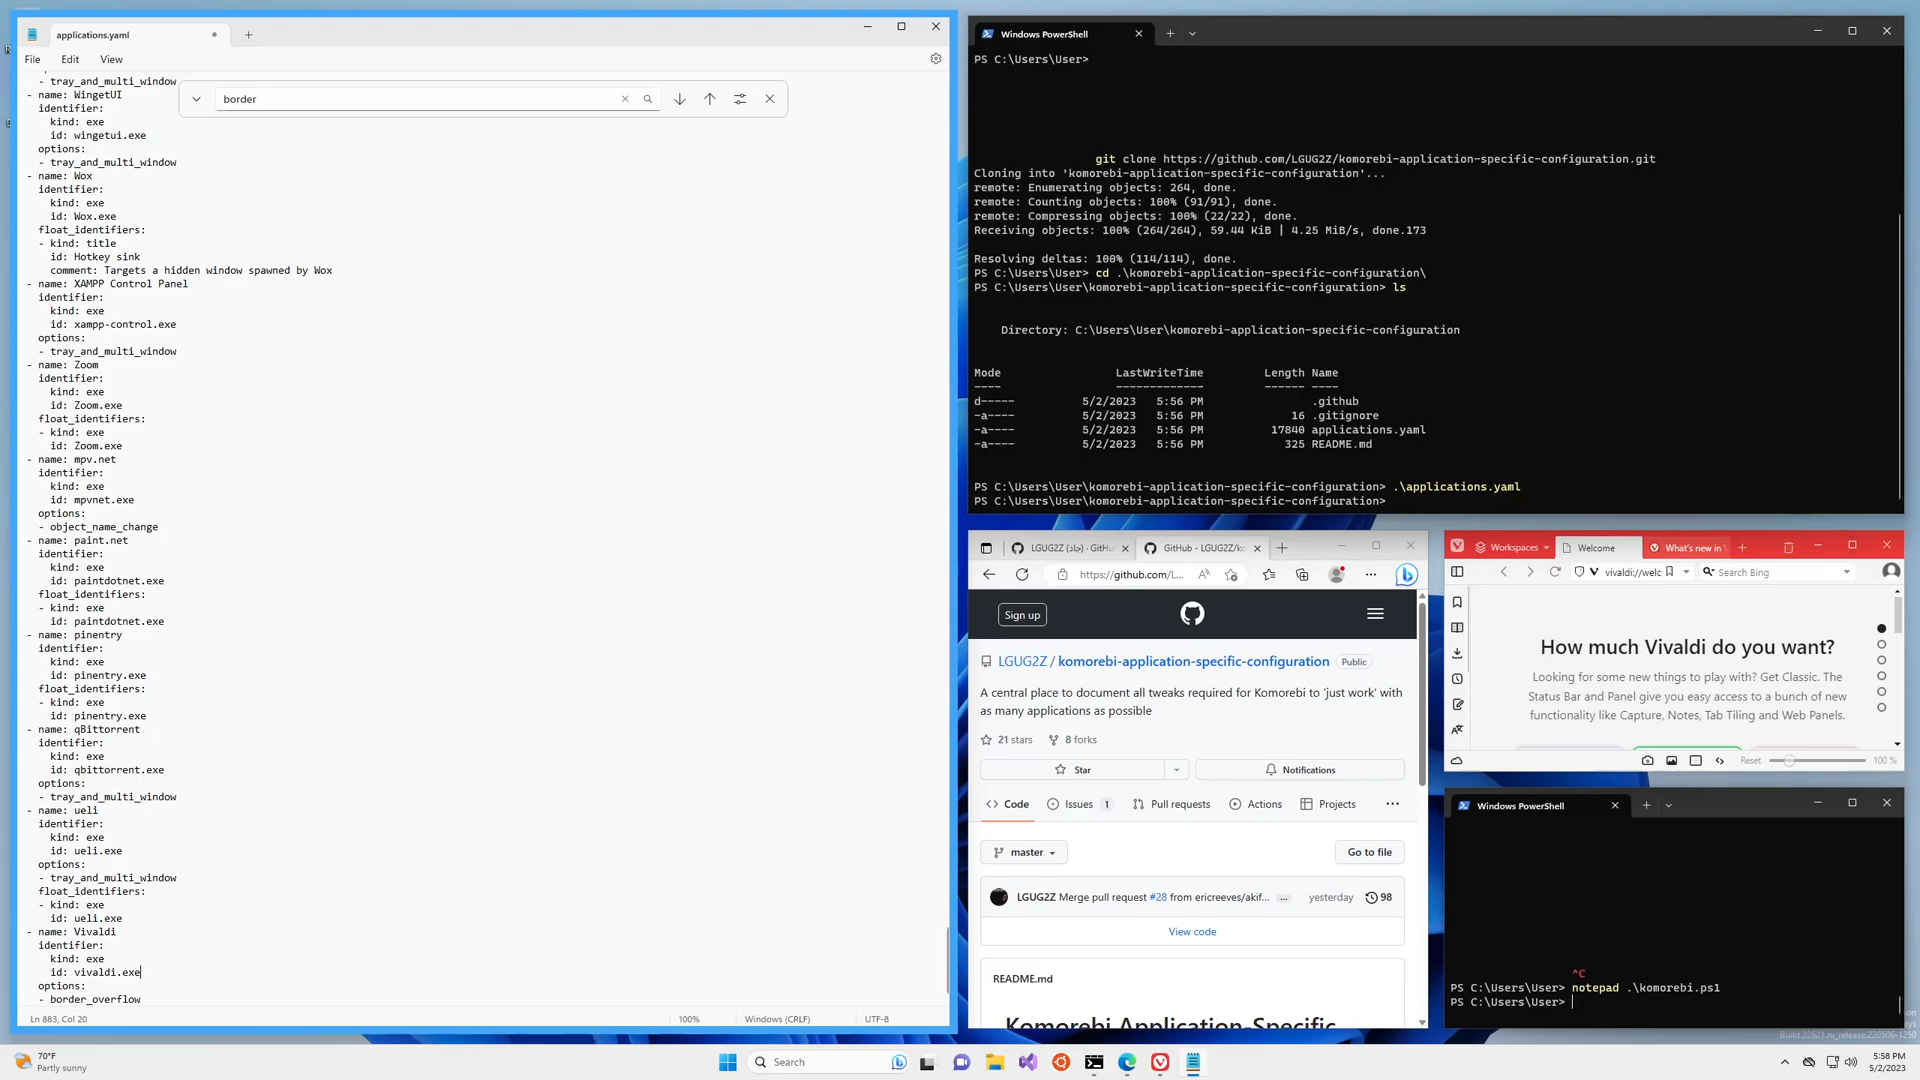 applications.yaml
File Edit View
border
- tray_and_multi_window
- name: WingetUI
identifier:
kind: exe
id: wingetui.exe
options:
- tray_and_multi_window
- name: Wox
identifier:
kind: exe
id: Wox.exe
float_identifiers:
- kind: title
id: Hotkey sink
comment: Targets a hidden window spawned by Wox
- name: XAMPP Control Panel
identifier:
kind: exe
id: xampp-control.exe
options:
- tray_and_multi_window
- name: Zoom
identifier:
kind: exe
id: Zoom.exe
float_identifiers:
- kind: exe
id: Zoom.exe
- name: mpv.net
identifier:
kind: exe
id: mpvnet.exe
options:
- object_name_change
- name: paint.net
identifier:
kind: exe
id: paintdotnet.exe
float_identifiers:
- kind: exe
id: paintdotnet.exe
- name: pinentry
identifier:
kind: exe
id: pinentry.exe
float_identifiers:
- kind: exe
id: pinentry.exe
- name: qBittorrent
identifier:
kind: exe
id: qbittorrent.exe
options:
- tray_and_multi_window
- name: ueli
identifier:
kind: exe
id: ueli.exe
options:
- tray_and_multi_window
float_identifiers:
- kind: exe
id: ueli.exe
- name: Vivaldi
identifier:
kind: exe
id: vivaldi.exe
options:
- border_overflow
Ln 883, Col 20 100% Windows (CRLF) UTF-8
Windows PowerShell
PS C:\Users\User>
git clone https://github.com/LGUG2Z/komorebi-application-specific-configuration.git
Cloning into 'komorebi-application-specific-configuration'...
remote: Enumerating objects: 264, done.
remote: Counting objects: 100% (91/91), done.
remote: Compressing objects: 100% (22/22), done.
Receiving objects: 100% (264/264), 59.44 KiB | 4.25 MiB/s, done.173
Resolving deltas: 100% (114/114), done.
PS C:\Users\User> cd .\komorebi-application-specific-configuration\
PS C:\Users\User\komorebi-application-specific-configuration> ls
Directory: C:\Users\User\komorebi-application-specific-configuration
Mode LastWriteTime Length Name
---- ------------- ------ ----
d----- 5/2/2023 5:56 PM .github
-a---- 5/2/2023 5:56 PM 16 .gitignore
-a---- 5/2/2023 5:56 PM 17840 applications.yaml
-a---- 5/2/2023 5:56 PM 325 README.md
PS C:\Users\User\komorebi-application-specific-configuration> .\applications.yaml
PS C:\Users\User\komorebi-application-specific-configuration>
GitHub - LGUG2Z/ko
https://github.com/L...
Sign up
LGUG2Z / komorebi-application-specific-configuration Public
A central place to document all tweaks required for Komorebi to 'just work' with
as many applications as possible
21 stars 8 forks
Star Notifications
Code Issues 1 Pull requests Actions Projects
master Go to file
LGUG2Z Merge pull request #28 from ericreeves/akif... ... yesterday 98
View code
README.md
Komorebi Application-Specific
Workspaces Welcome What's new in V
vivaldi://welc Search Bing
How much Vivaldi do you want?
Looking for some new things to play with? Get Classic. The
Status Bar and Panel give you easy access to a bunch of new
functionality like Capture, Notes, Tab Tiling and Web Panels.
Reset 100 %
Windows PowerShell
^C
PS C:\Users\User> notepad .\komorebi.ps1
PS C:\Users\User>
Build 22621.ni_release.220506-1250
70°F
Partly sunny
Search
5:58 PM
5/2/2023